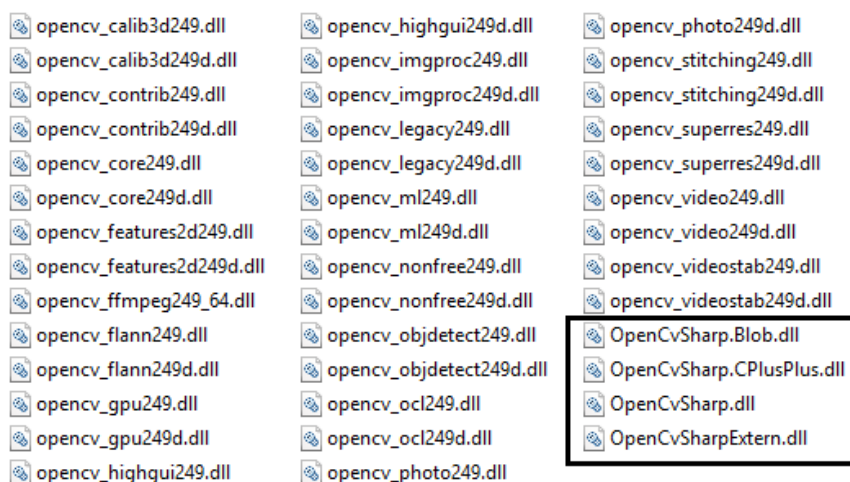 opencv_calib3d249.dll
opencv_calib3d249d.dll
opencv_contrib249.dll
opencv_contrib249d.dll
opencv_core249.dll
opencv_core249d.dll
opencv_features2d249.dll
opencv_features2d249d.dll
opencv_ffmpeg249_64.dll
opencv_flann249.dll
opencv_flann249d.dll
opencv_gpu249.dll
opencv_gpu249d.dll
opencv_highgui249.dll
opencv_highgui249d.dll
opencv_imgproc249.dll
opencv_imgproc249d.dll
opencv_legacy249.dll
opencv_legacy249d.dll
opencv_ml249.dll
opencv_ml249d.dll
opencv_nonfree249.dll
opencv_nonfree249d.dll
opencv_objdetect249.dll
opencv_objdetect249d.dll
opencv_ocl249.dll
opencv_ocl249d.dll
opencv_photo249.dll
opencv_photo249d.dll
opencv_stitching249.dll
opencv_stitching249d.dll
opencv_superres249.dll
opencv_superres249d.dll
opencv_video249.dll
opencv_video249d.dll
opencv_videostab249.dll
opencv_videostab249d.dll
OpenCvSharp.Blob.dll
OpenCvSharp.CPlusPlus.dll
OpenCvSharp.dll
OpenCvSharpExtern.dll